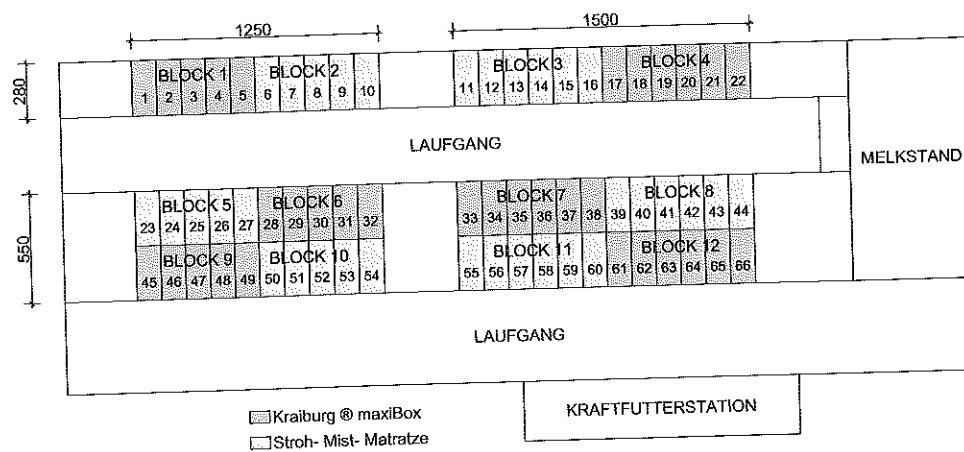 1250
1500
280
BLOCK 1
BLOCK 2
BLOCK 3
BLOCK 4
1 2 3 4 5 6 7 8 9 10
11 12 13 14 15 16 17 18 19 20 21 22
LAUFGANG
MELKSTAND
550
BLOCK 5
BLOCK 6
BLOCK 7
BLOCK 8
23 24 25 26 27 28 29 30 31 32
33 34 35 36 37 38 39 40 41 42 43 44
BLOCK 9
BLOCK 10
BLOCK 11
BLOCK 12
45 46 47 48 49 50 51 52 53 54
55 56 57 58 59 60 61 62 63 64 65 66
LAUFGANG
KRAFTFUTTERSTATION
Kraiburg ® maxiBox
Stroh- Mist- Matratze